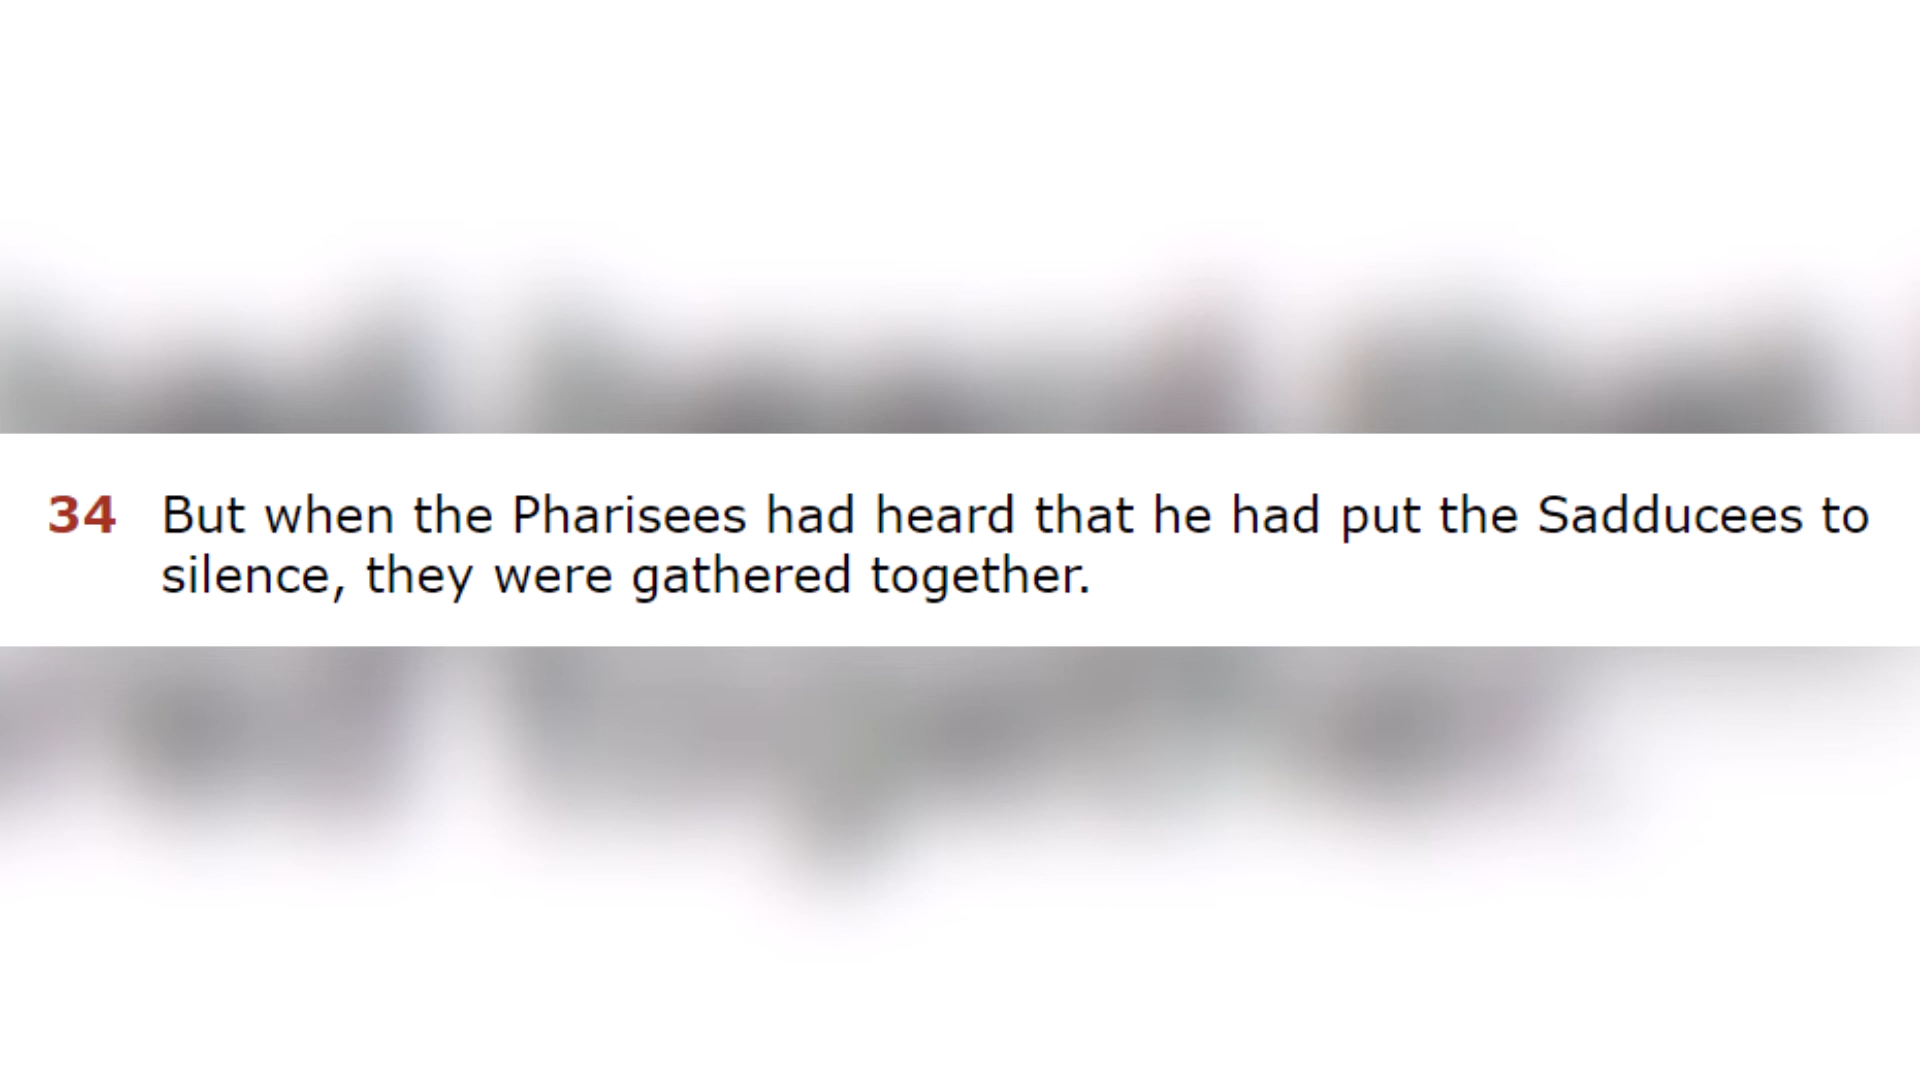 34 But when the Pharisees had heard that he had put the Sadducees to
silence, they were gathered together.